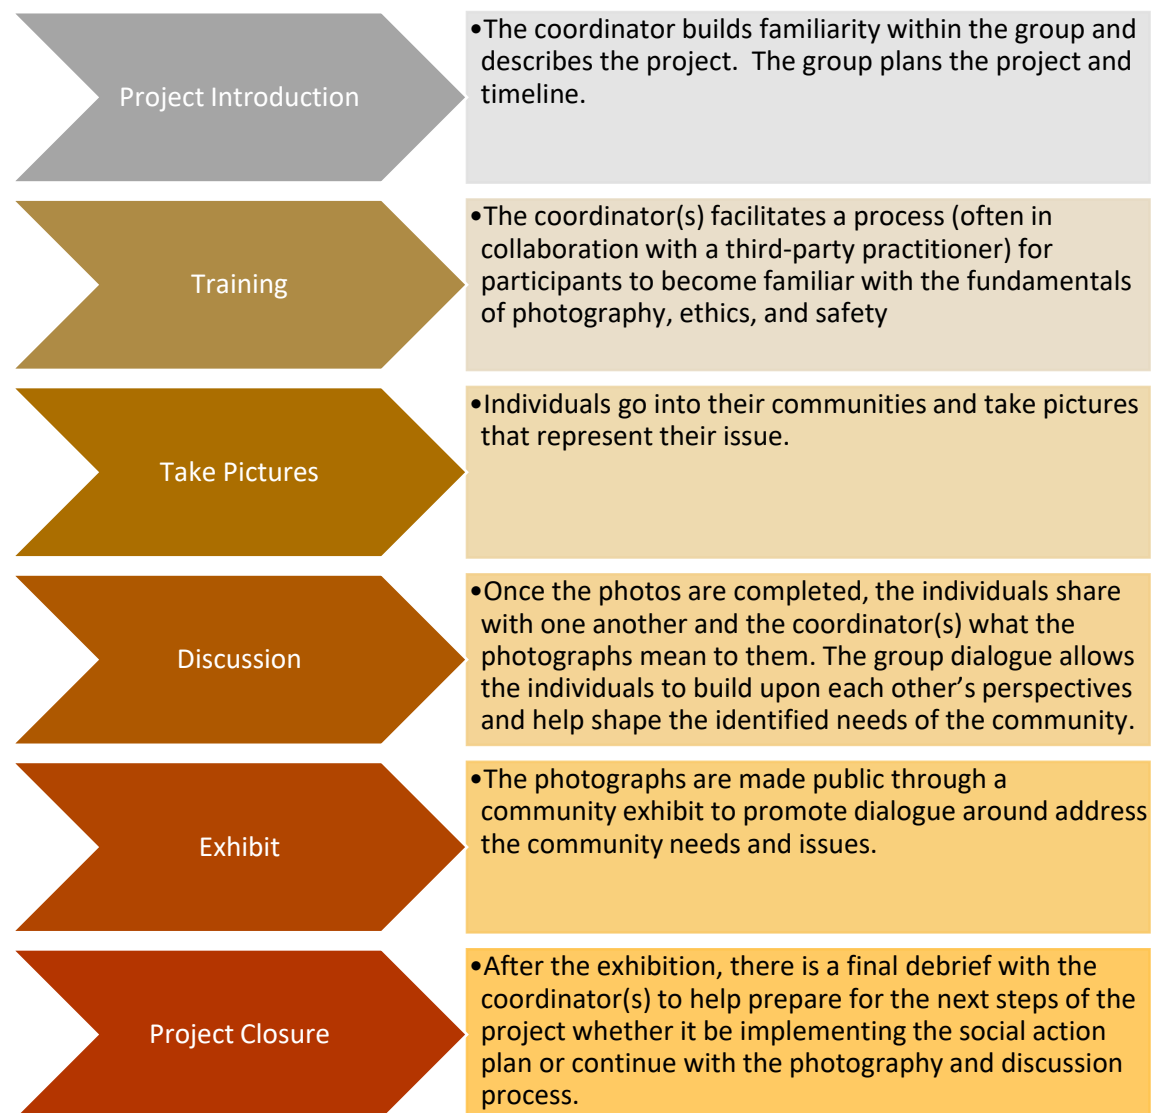 Project Introduction
•The coordinator builds familiarity within the group and
describes the project.  The group plans the project and
timeline.
Training
•The coordinator(s) facilitates a process (often in
collaboration with a third-party practitioner) for
participants to become familiar with the fundamentals
of photography, ethics, and safety
Take Pictures
•Individuals go into their communities and take pictures
that represent their issue.
Discussion
•Once the photos are completed, the individuals share
with one another and the coordinator(s) what the
photographs mean to them. The group dialogue allows
the individuals to build upon each other’s perspectives
and help shape the identified needs of the community.
Exhibit
•The photographs are made public through a
community exhibit to promote dialogue around address
the community needs and issues.
Project Closure
•After the exhibition, there is a final debrief with the
coordinator(s) to help prepare for the next steps of the
project whether it be implementing the social action
plan or continue with the photography and discussion
process.